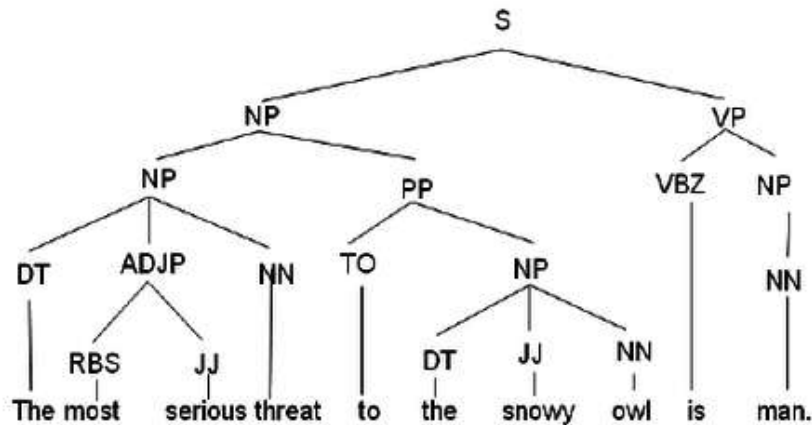 S
NP VP
NP PP VBZ NP
DT ADJP NN TO NP NN
RBS JJ DT JJ NN
The most serious threat to the snowy owl is man.